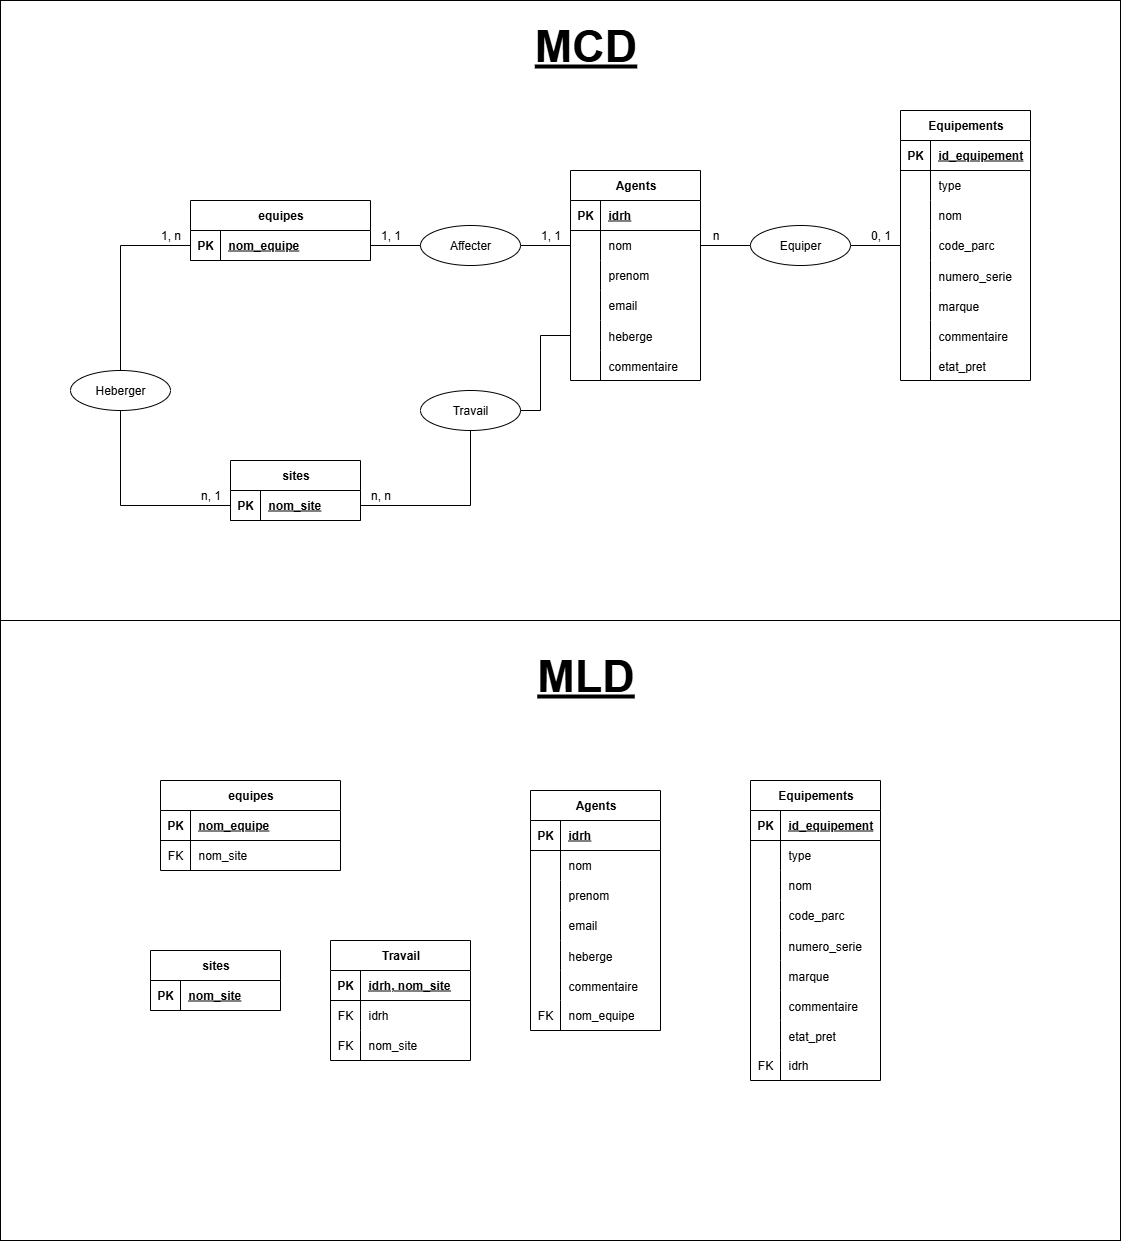 MCD
Equipements
PK id_equipement
type
nom
code_parc
numero_serie
marque
commentaire
etat_pret
Agents
PK idrh
nom
prenom
email
heberge
commentaire
equipes
PK nom_equipe
1, n
1, 1
Affecter
1, 1
n
Equiper
0, 1
Heberger
Travail
sites
PK nom_site
n, 1
n, n
MLD
equipes
PK nom_equipe
FK nom_site
Agents
PK idrh
nom
prenom
email
heberge
commentaire
FK nom_equipe
Equipements
PK id_equipement
type
nom
code_parc
numero_serie
marque
commentaire
etat_pret
FK idrh
sites
PK nom_site
Travail
PK idrh, nom_site
FK idrh
FK nom_site